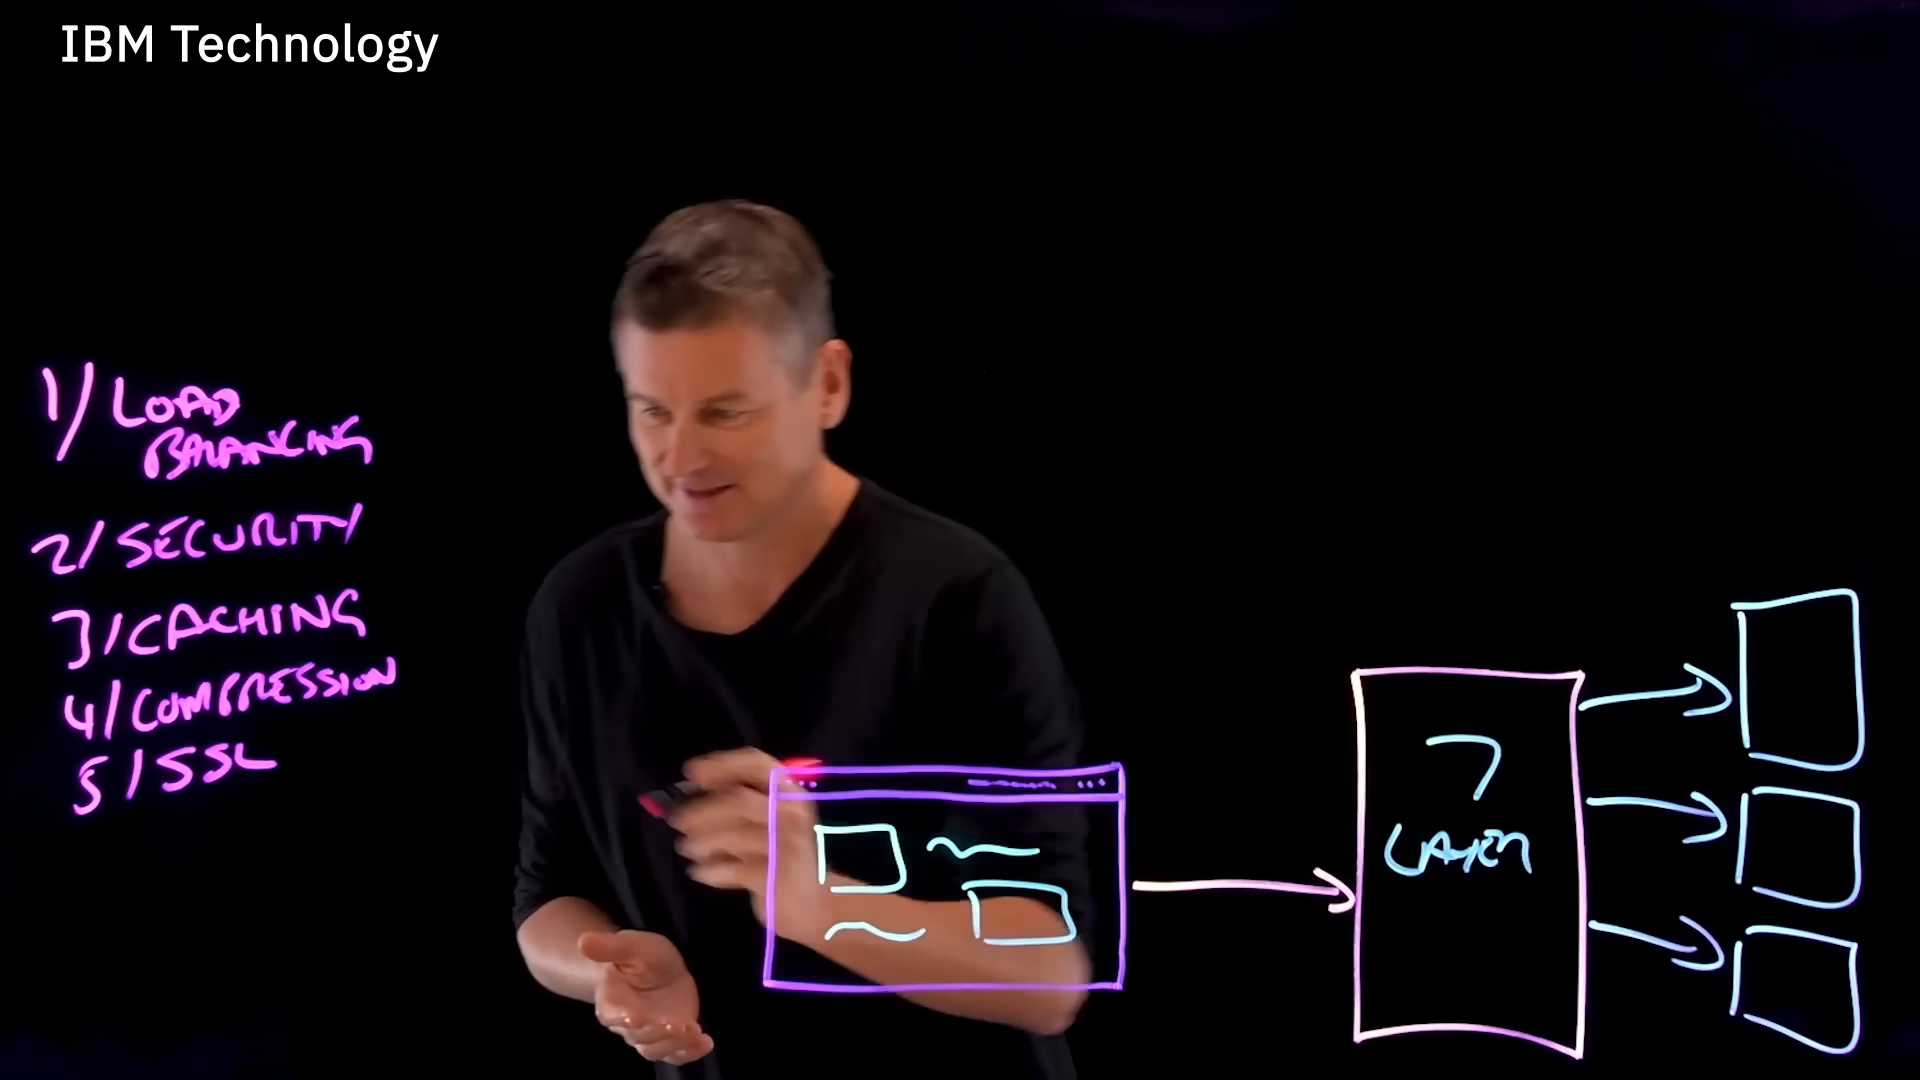 IBM Technology
1/ LOAD
BALANCING
2/ SECURITY
3/ CACHING
4/ COMPRESSION
5/ SSL
7
LAYER